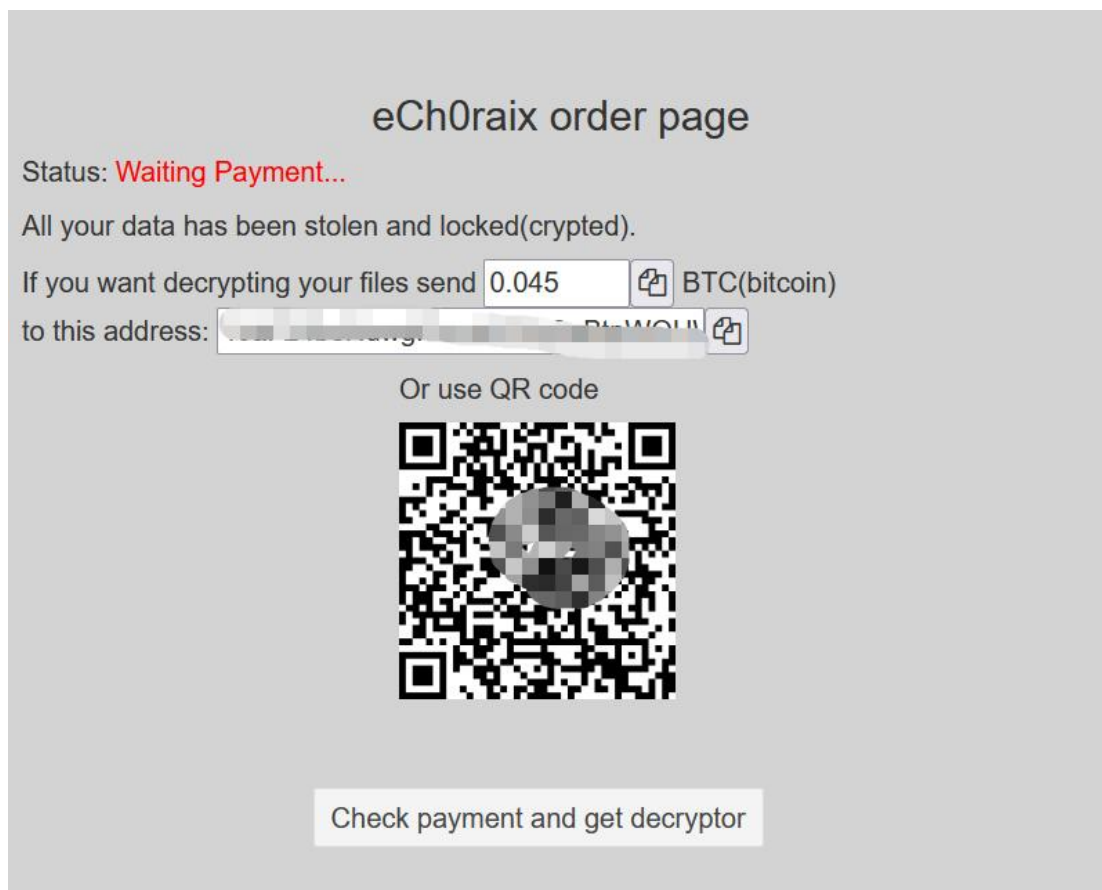 eCh0raix order page
Status: Waiting Payment...
All your data has been stolen and locked(crypted).
If you want decrypting your files send 0.045 BTC(bitcoin)
to this address:
Or use QR code
Check payment and get decryptor